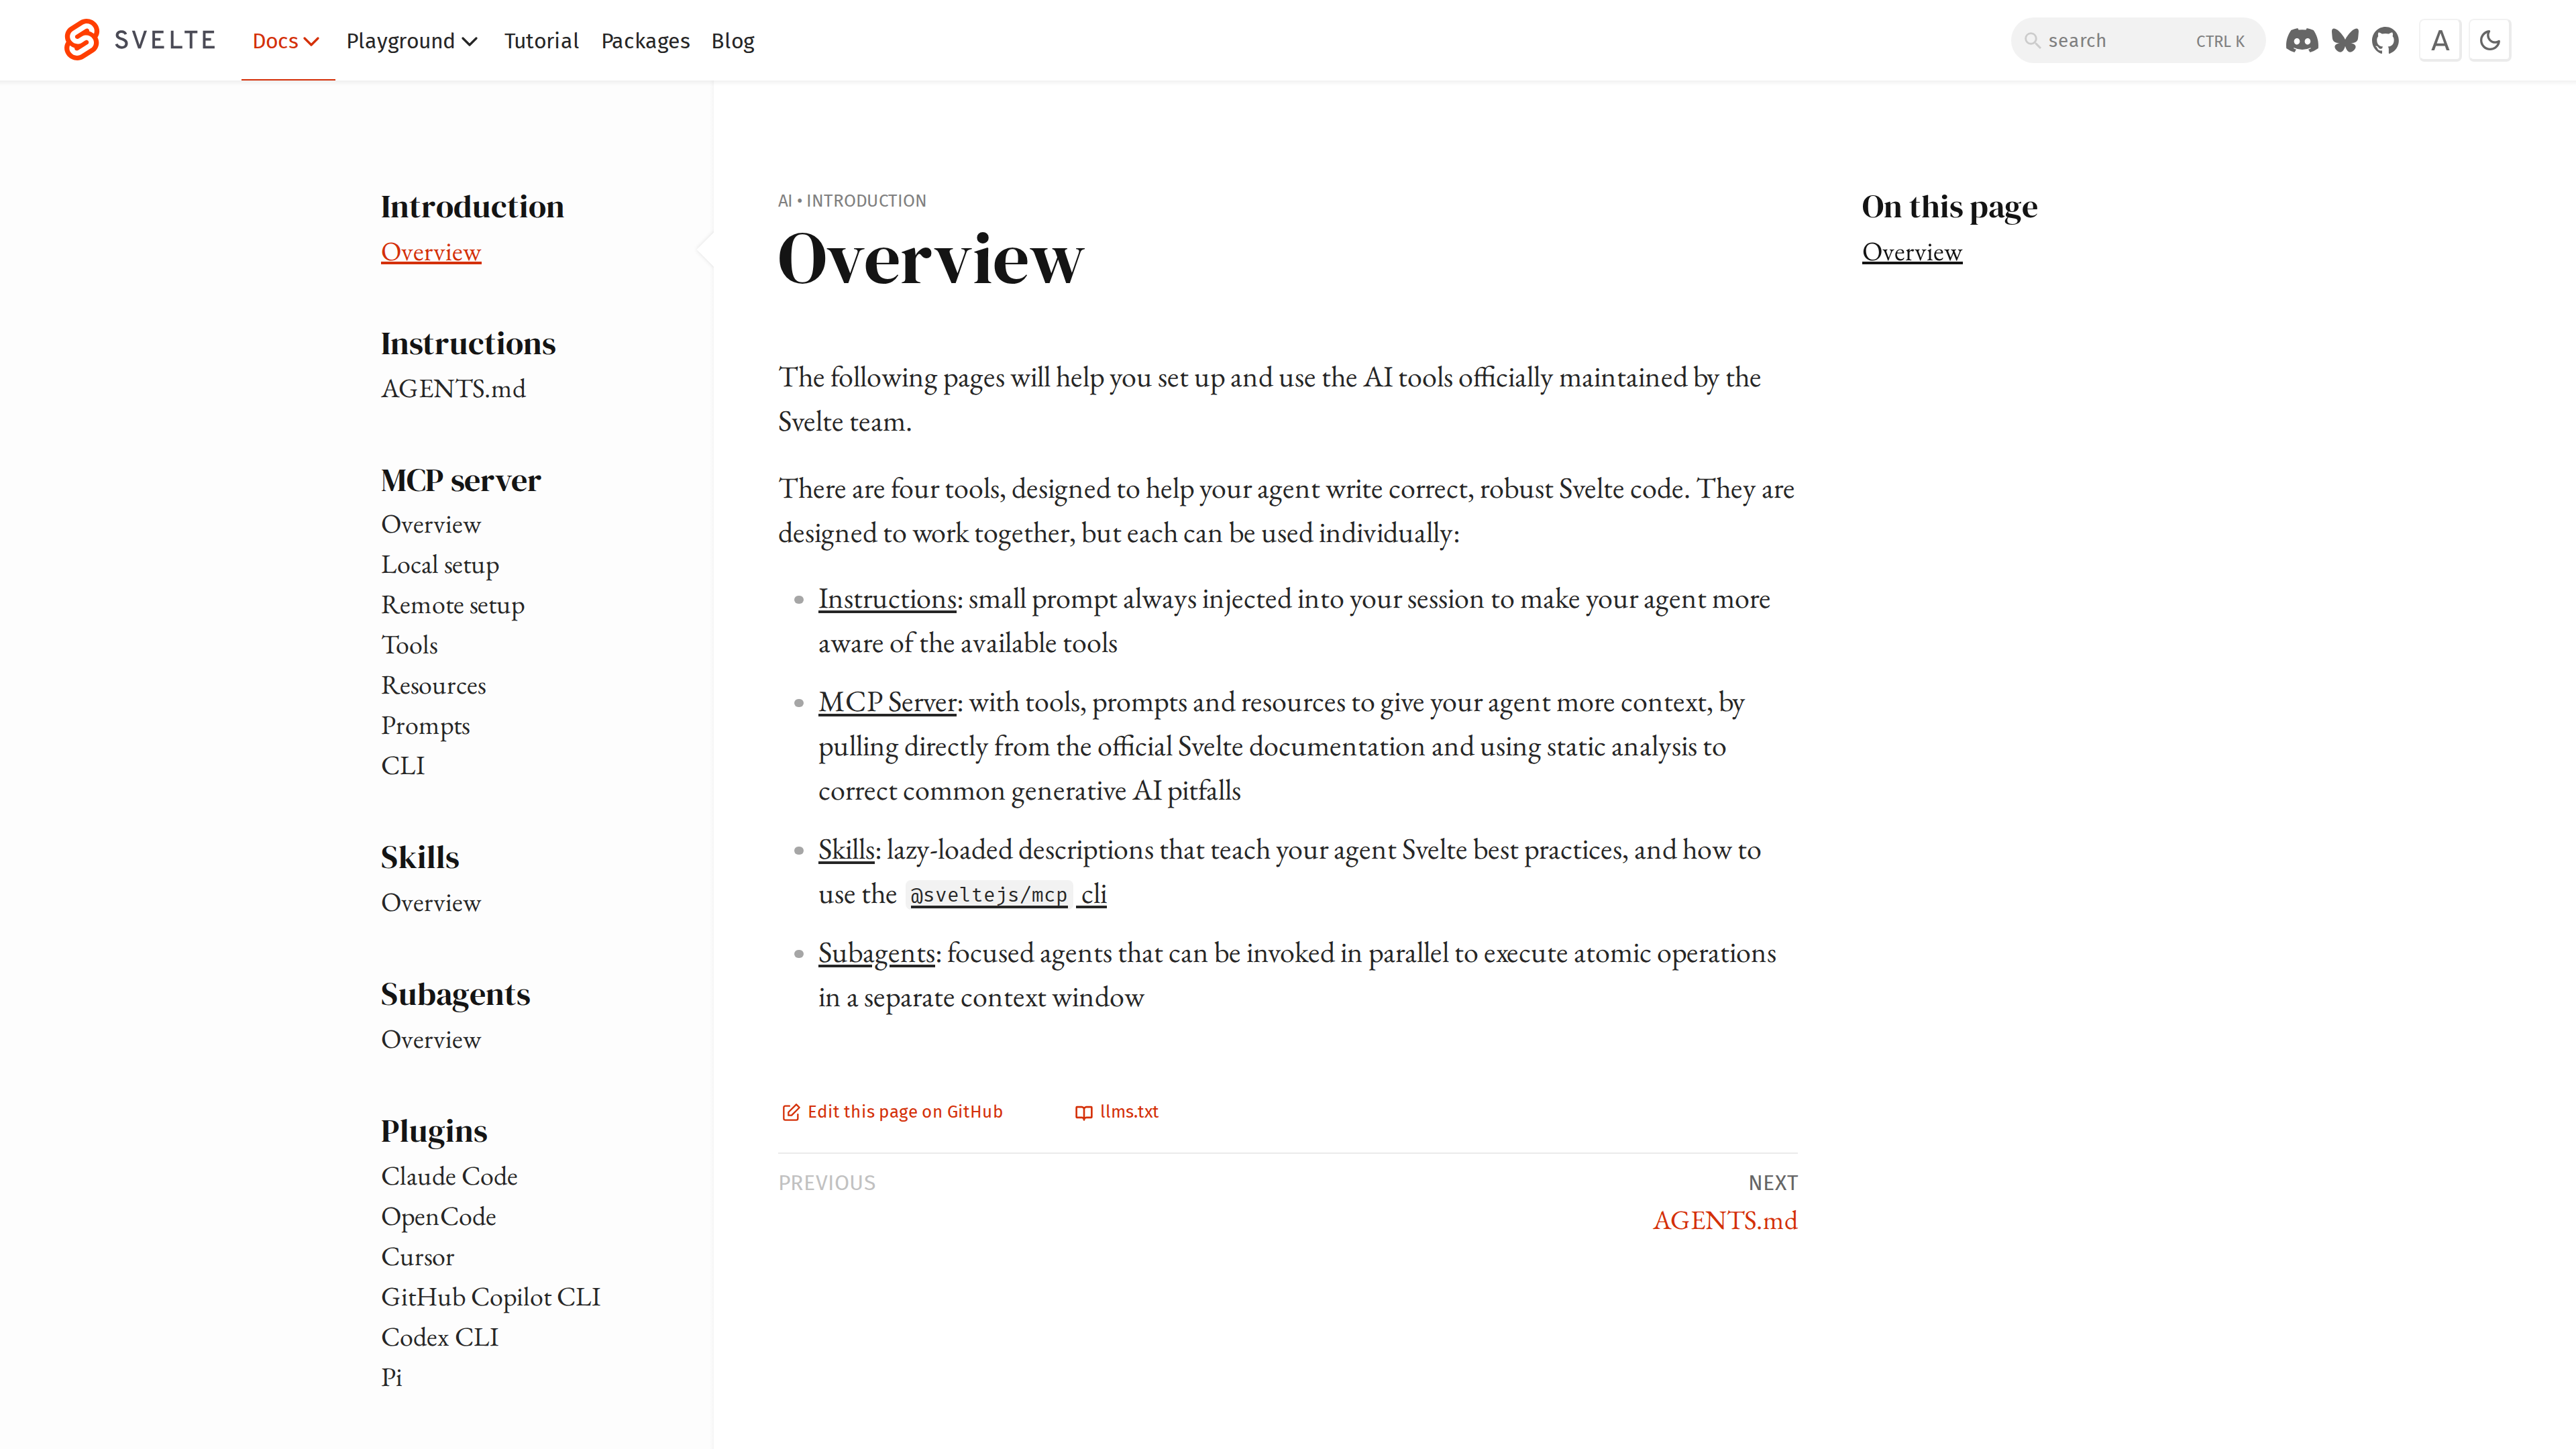 SVELTE
Docs
Playground
Tutorial
Packages
Blog
search
CTRL K
A
Introduction
Overview
Instructions
AGENTS.md
MCP server
Overview
Local setup
Remote setup
Tools
Resources
Prompts
CLI
Skills
Overview
Subagents
Overview
Plugins
Claude Code
OpenCode
Cursor
GitHub Copilot CLI
Codex CLI
Pi
AI • INTRODUCTION
Overview
The following pages will help you set up and use the AI tools officially maintained by the
Svelte team.
There are four tools, designed to help your agent write correct, robust Svelte code. They are
designed to work together, but each can be used individually:
• Instructions: small prompt always injected into your session to make your agent more
aware of the available tools
• MCP Server: with tools, prompts and resources to give your agent more context, by
pulling directly from the official Svelte documentation and using static analysis to
correct common generative AI pitfalls
• Skills: lazy-loaded descriptions that teach your agent Svelte best practices, and how to
use the @sveltejs/mcp cli
• Subagents: focused agents that can be invoked in parallel to execute atomic operations
in a separate context window
Edit this page on GitHub
llms.txt
PREVIOUS
NEXT
AGENTS.md
On this page
Overview